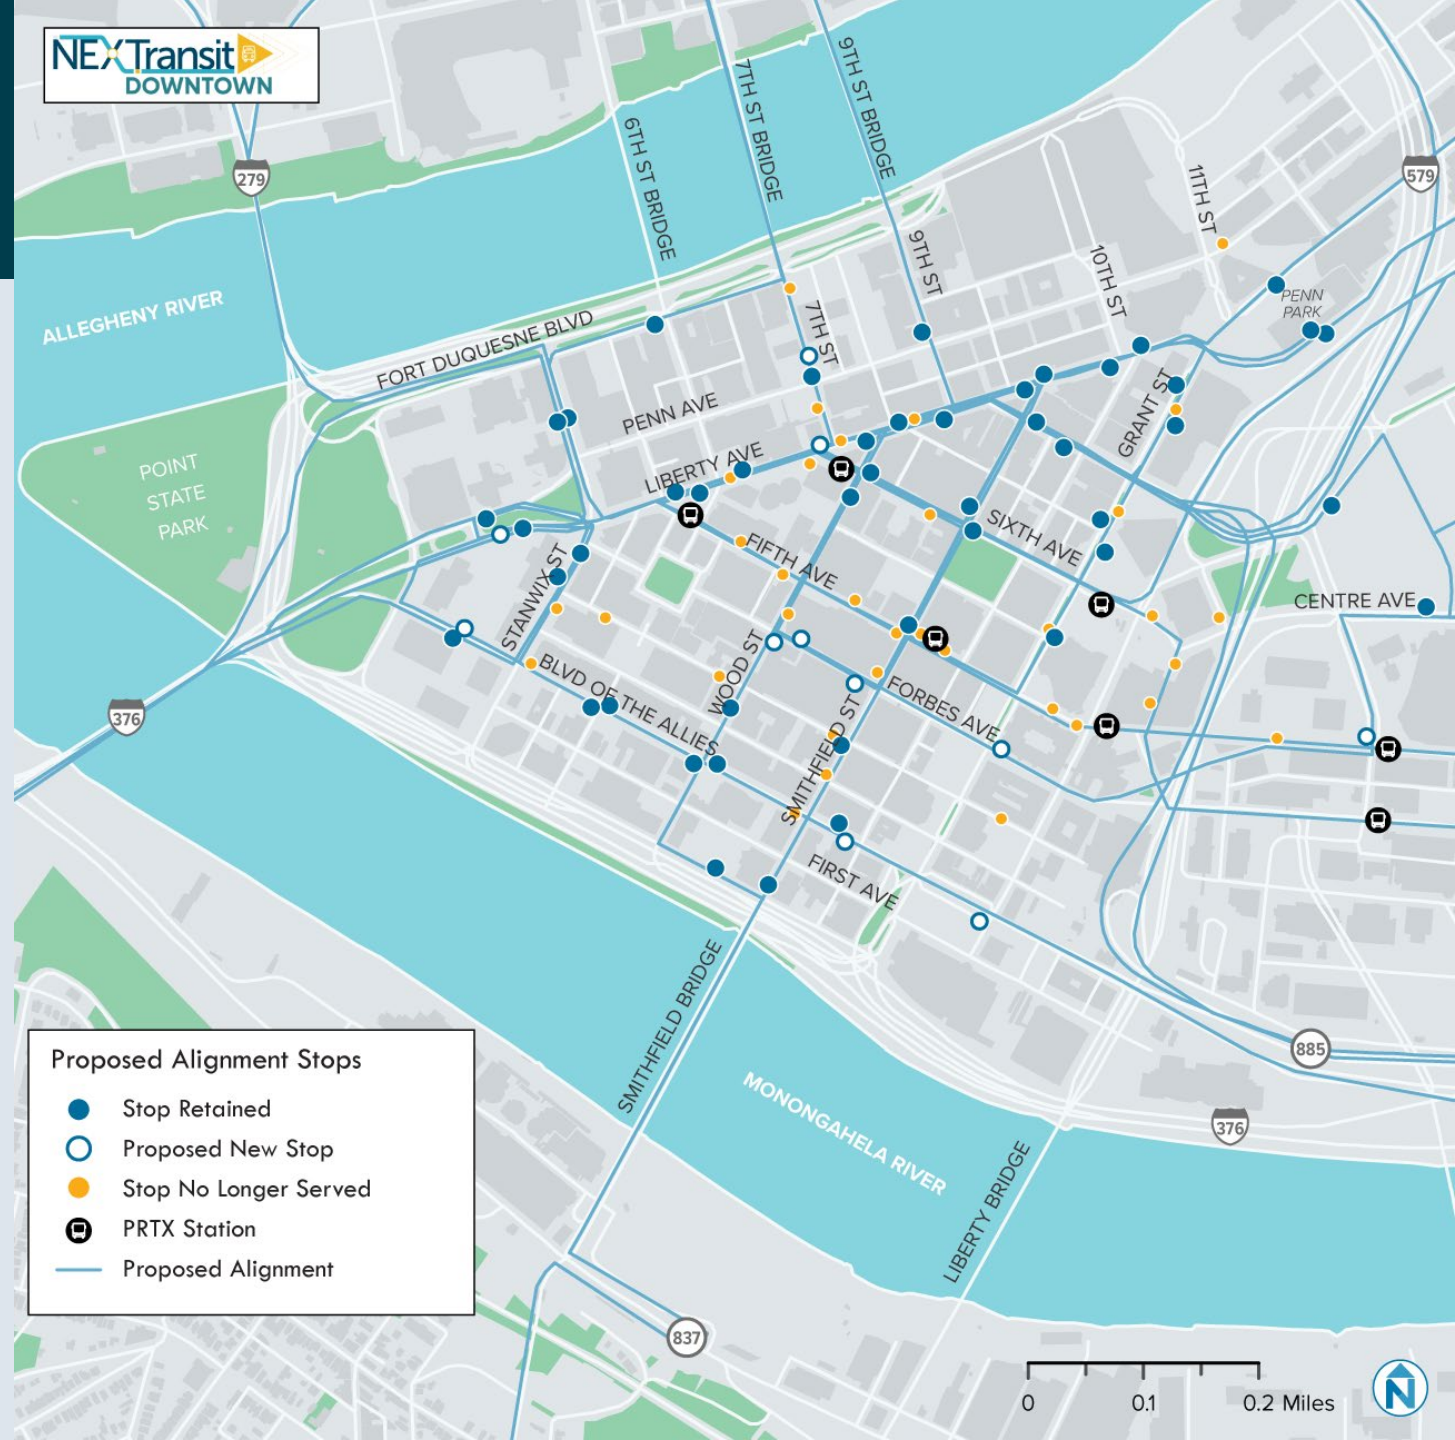 NEXTransit
DOWNTOWN
279
6TH ST BRIDGE
7TH ST BRIDGE
9TH ST BRIDGE
579
11TH ST
9TH ST
10TH ST
ALLEGHENY RIVER
FORT DUQUESNE BLVD
7TH ST
PENN
PARK
PENN AVE
GRANT ST
LIBERTY AVE
POINT
STATE
PARK
SIXTH AVE
FIFTH AVE
STANWIX ST
CENTRE AVE
WOOD ST
BLVD OF THE ALLIES
FORBES AVE
SMITHFIELD ST
376
FIRST AVE
SMITHFIELD BRIDGE
MONONGAHELA RIVER
885
376
LIBERTY BRIDGE
837
Proposed Alignment Stops
Stop Retained
Proposed New Stop
Stop No Longer Served
PRTX Station
Proposed Alignment
0 0.1 0.2 Miles
N